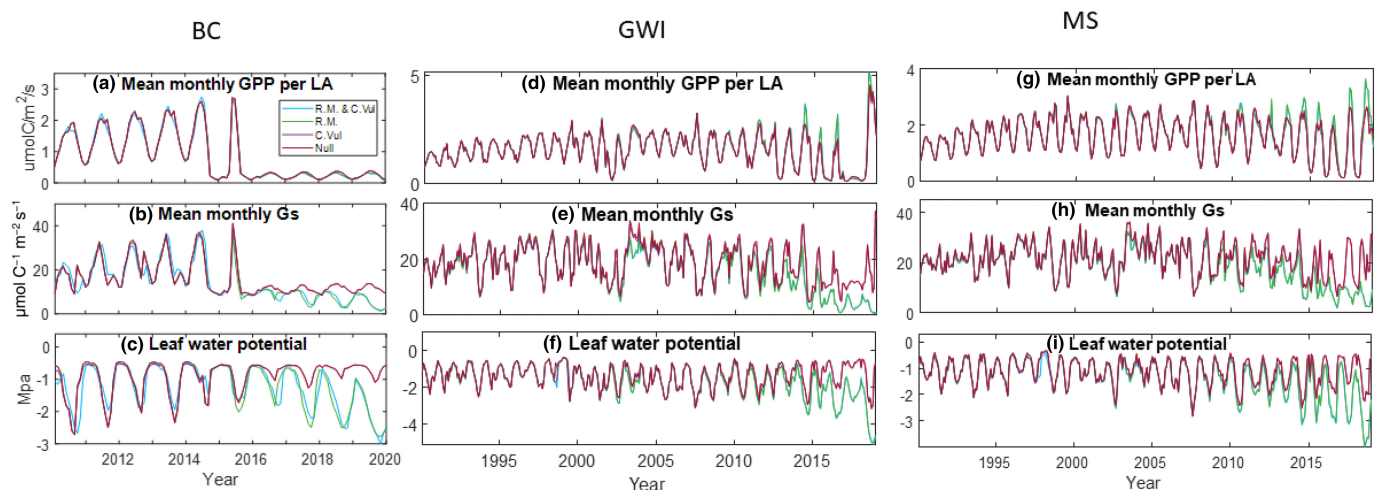 BC
GWI
MS
(a) Mean monthly GPP per LA
umolC/m²/s
3
2
1
0
R.M. & C.Vul
R.M.
C.Vul
Null
(b) Mean monthly Gs
µmol C⁻¹ m⁻² s⁻¹
40
20
0
(c) Leaf water potential
Mpa
0
-1
-2
-3
2012 2014 2016 2018 2020
Year
(d) Mean monthly GPP per LA
5
0
(e) Mean monthly Gs
40
20
0
(f) Leaf water potential
0
-2
-4
1995 2000 2005 2010 2015
Year
(g) Mean monthly GPP per LA
4
2
0
(h) Mean monthly Gs
40
20
0
(i) Leaf water potential
0
-1
-2
-3
1995 2000 2005 2010 2015
Year